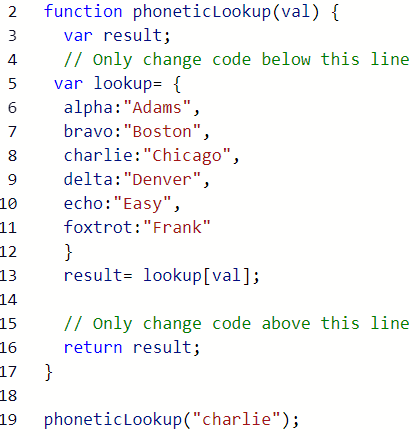 2 function phoneticLookup(val) {
3 var result;
4 // Only change code below this line
5 var lookup= {
6 alpha:"Adams",
7 bravo:"Boston",
8 charlie:"Chicago",
9 delta:"Denver",
10 echo:"Easy",
11 foxtrot:"Frank"
12 }
13 result= lookup[val];
14
15 // Only change code above this line
16 return result;
17 }
18
19 phoneticLookup("charlie");